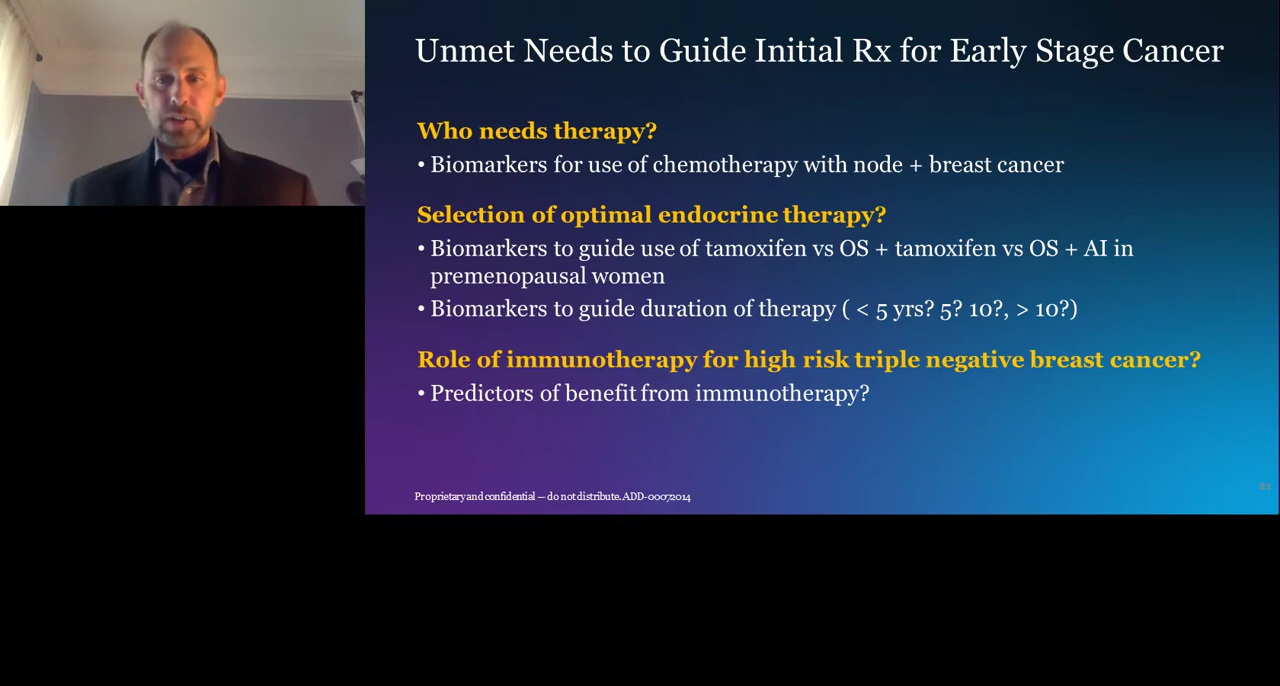 Unmet Needs to Guide Initial Rx for Early Stage Cancer
Who needs therapy?
• Biomarkers for use of chemotherapy with node + breast cancer
Selection of optimal endocrine therapy?
• Biomarkers to guide use of tamoxifen vs OS + tamoxifen vs OS + AI in
premenopausal women
• Biomarkers to guide duration of therapy ( < 5 yrs? 5? 10?, > 10?)
Role of immunotherapy for high risk triple negative breast cancer?
• Predictors of benefit from immunotherapy?
Proprietary and confidential — do not distribute. ADD-00072014